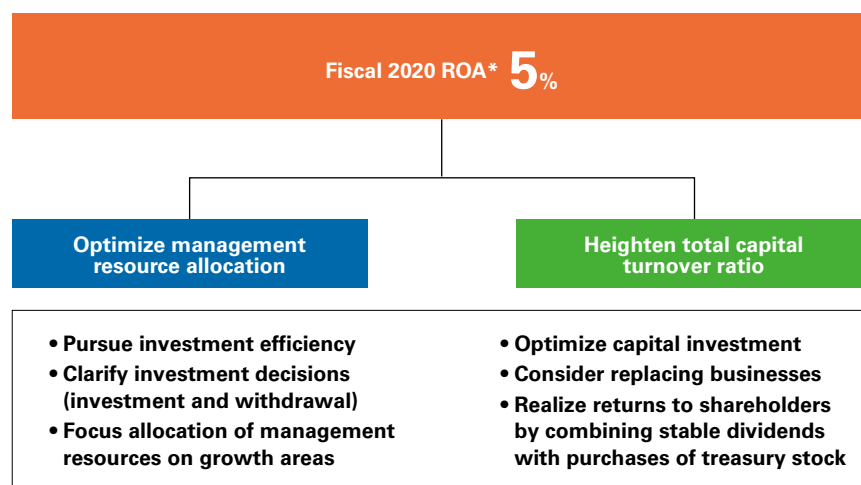 Fiscal 2020 ROA* 5%
Optimize management
resource allocation
Heighten total capital
turnover ratio
• Pursue investment efficiency
• Clarify investment decisions
(investment and withdrawal)
• Focus allocation of management
resources on growth areas
• Optimize capital investment
• Consider replacing businesses
• Realize returns to shareholders
by combining stable dividends
with purchases of treasury stock